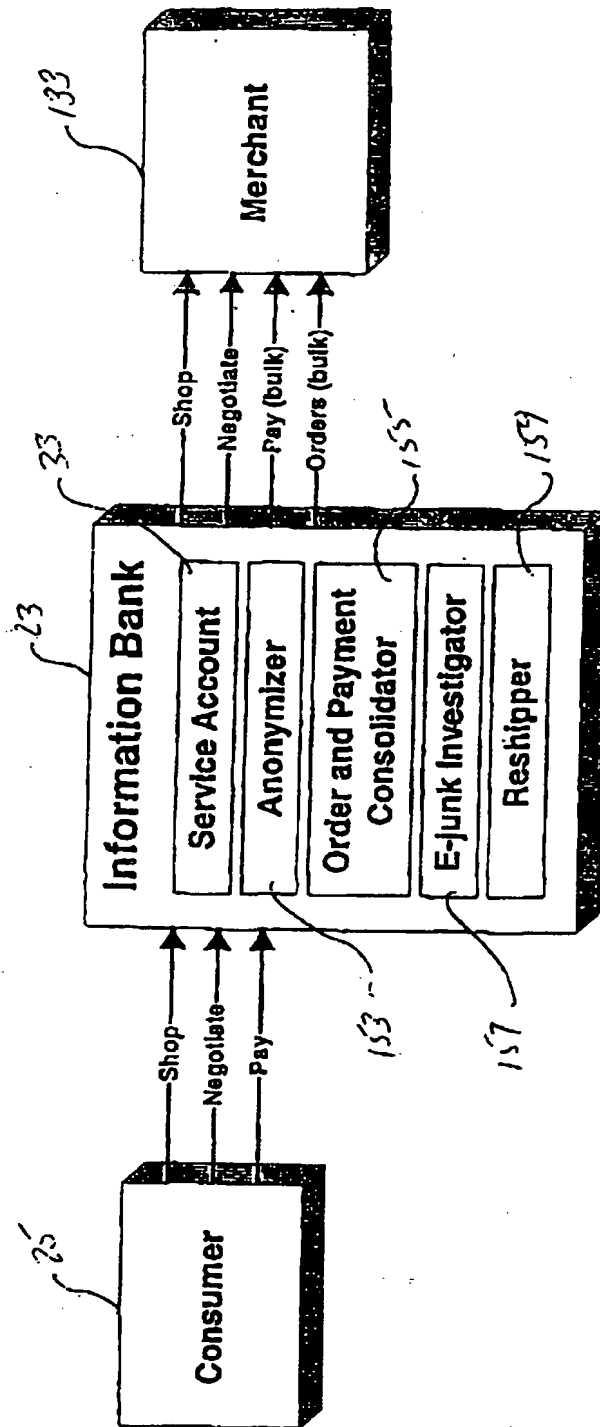 25
Consumer
Shop
Negotiate
Pay
23
Information Bank
33
Service Account
Anonymizer
153
Order and Payment
Consolidator
155
E-junk Investigator
157
Reshipper
159
Shop
Negotiate
Pay (bulk)
Orders (bulk)
133
Merchant